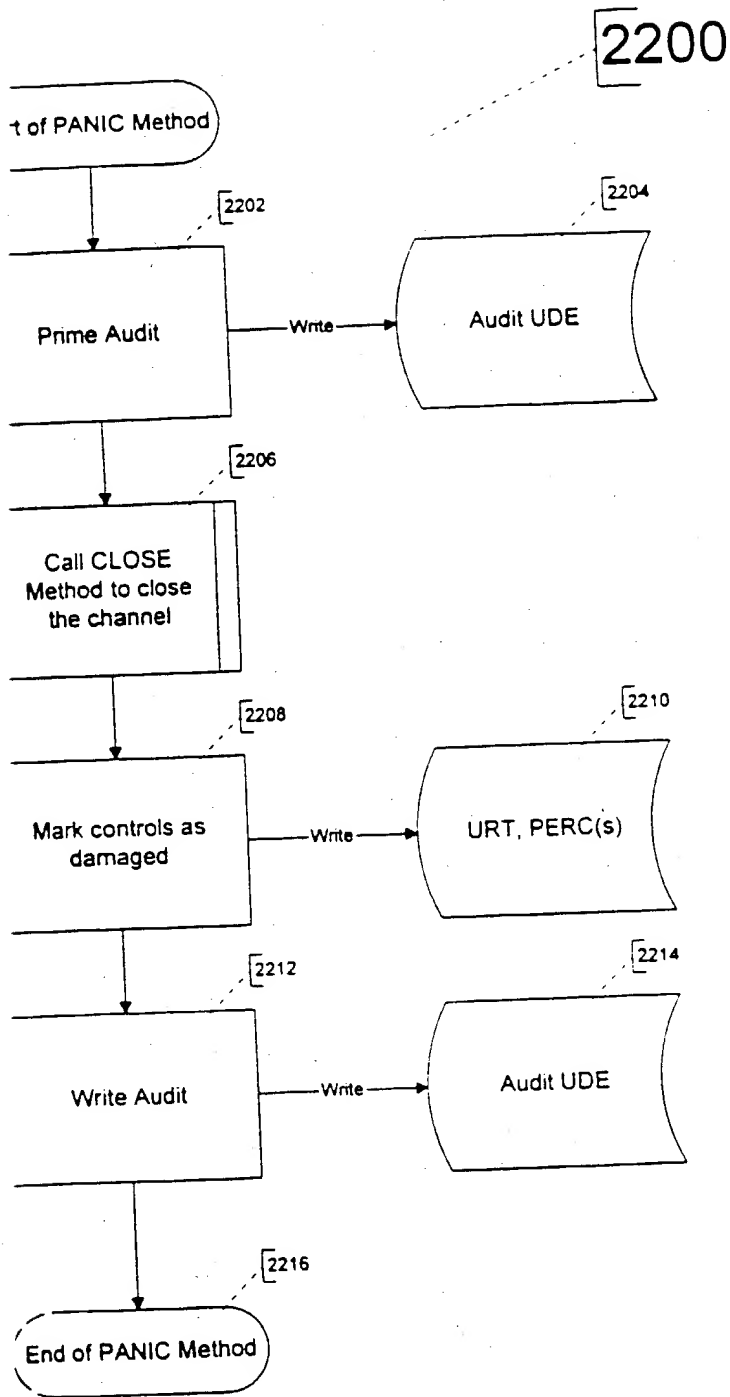 2200
t of PANIC Method
2202
2204
Prime Audit
Write
Audit UDE
2206
Call CLOSE
Method to close
the channel
2208
2210
Mark controls as
damaged
Write
URT, PERC(s)
2212
2214
Write Audit
Write
Audit UDE
2216
End of PANIC Method